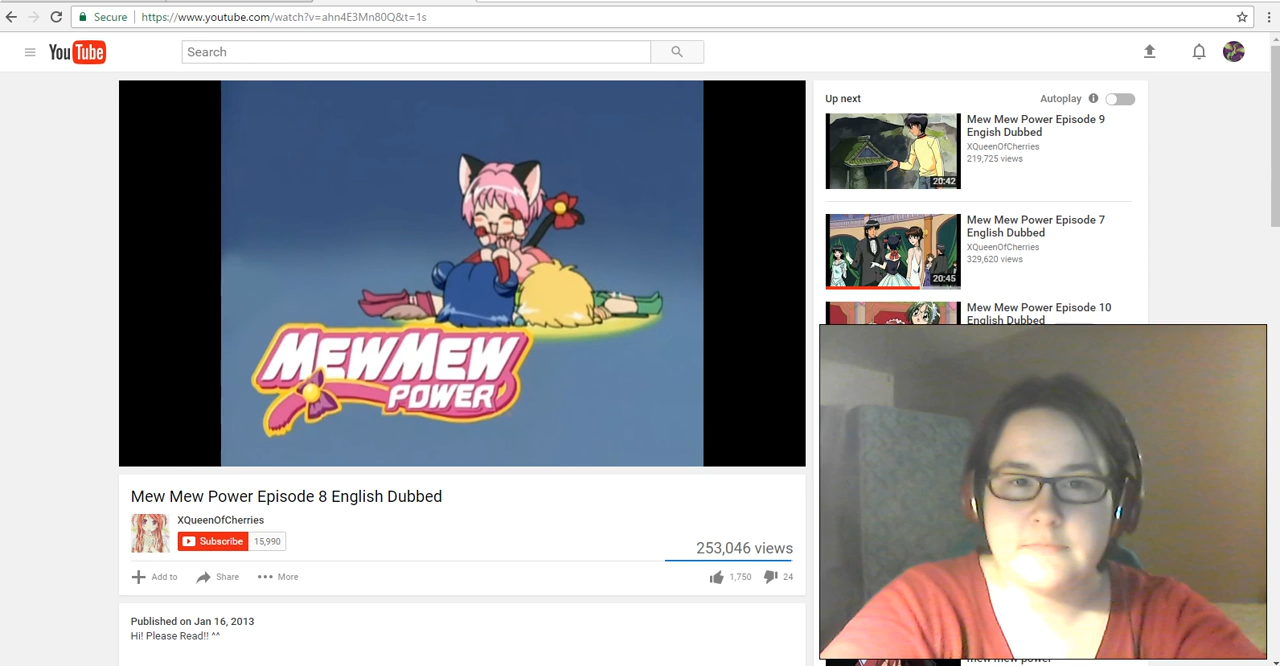 Secure https://www.youtube.com/watch?v=ahn4E3Mn80Q&t=1s
YouTube
Search
Up next
Autoplay
Mew Mew Power Episode 9
Engish Dubbed
XQueenOfCherries
219,725 views
20:42
Mew Mew Power Episode 7
English Dubbed
XQueenOfCherries
329,620 views
20:45
Mew Mew Power Episode 10
English Dubbed
MEWMEW
POWER
Mew Mew Power Episode 8 English Dubbed
XQueenOfCherries
Subscribe 15,990
253,046 views
Add to Share More
1,750 24
Published on Jan 16, 2013
Hi! Please Read!! ^^
mew mew power